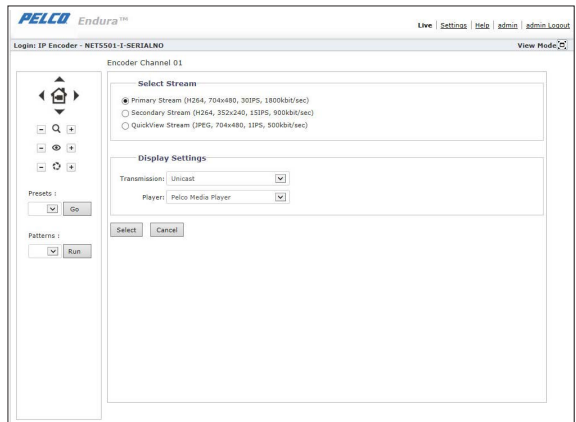 PELCO Endura™
Live | Settings | Help | admin | admin Logout
Login: IP Encoder - NET5501-I-SERIALNO
View Mode
Encoder Channel 01
Select Stream
Primary Stream (H264, 704x480, 30IPS, 1800kbit/sec)
Secondary Stream (H264, 352x240, 15IPS, 900kbit/sec)
QuickView Stream (JPEG, 704x480, 1IPS, 500kbit/sec)
Display Settings
Transmission: Unicast
Player: Pelco Media Player
Select Cancel
- +
- +
- +
Presets :
Go
Patterns :
Run